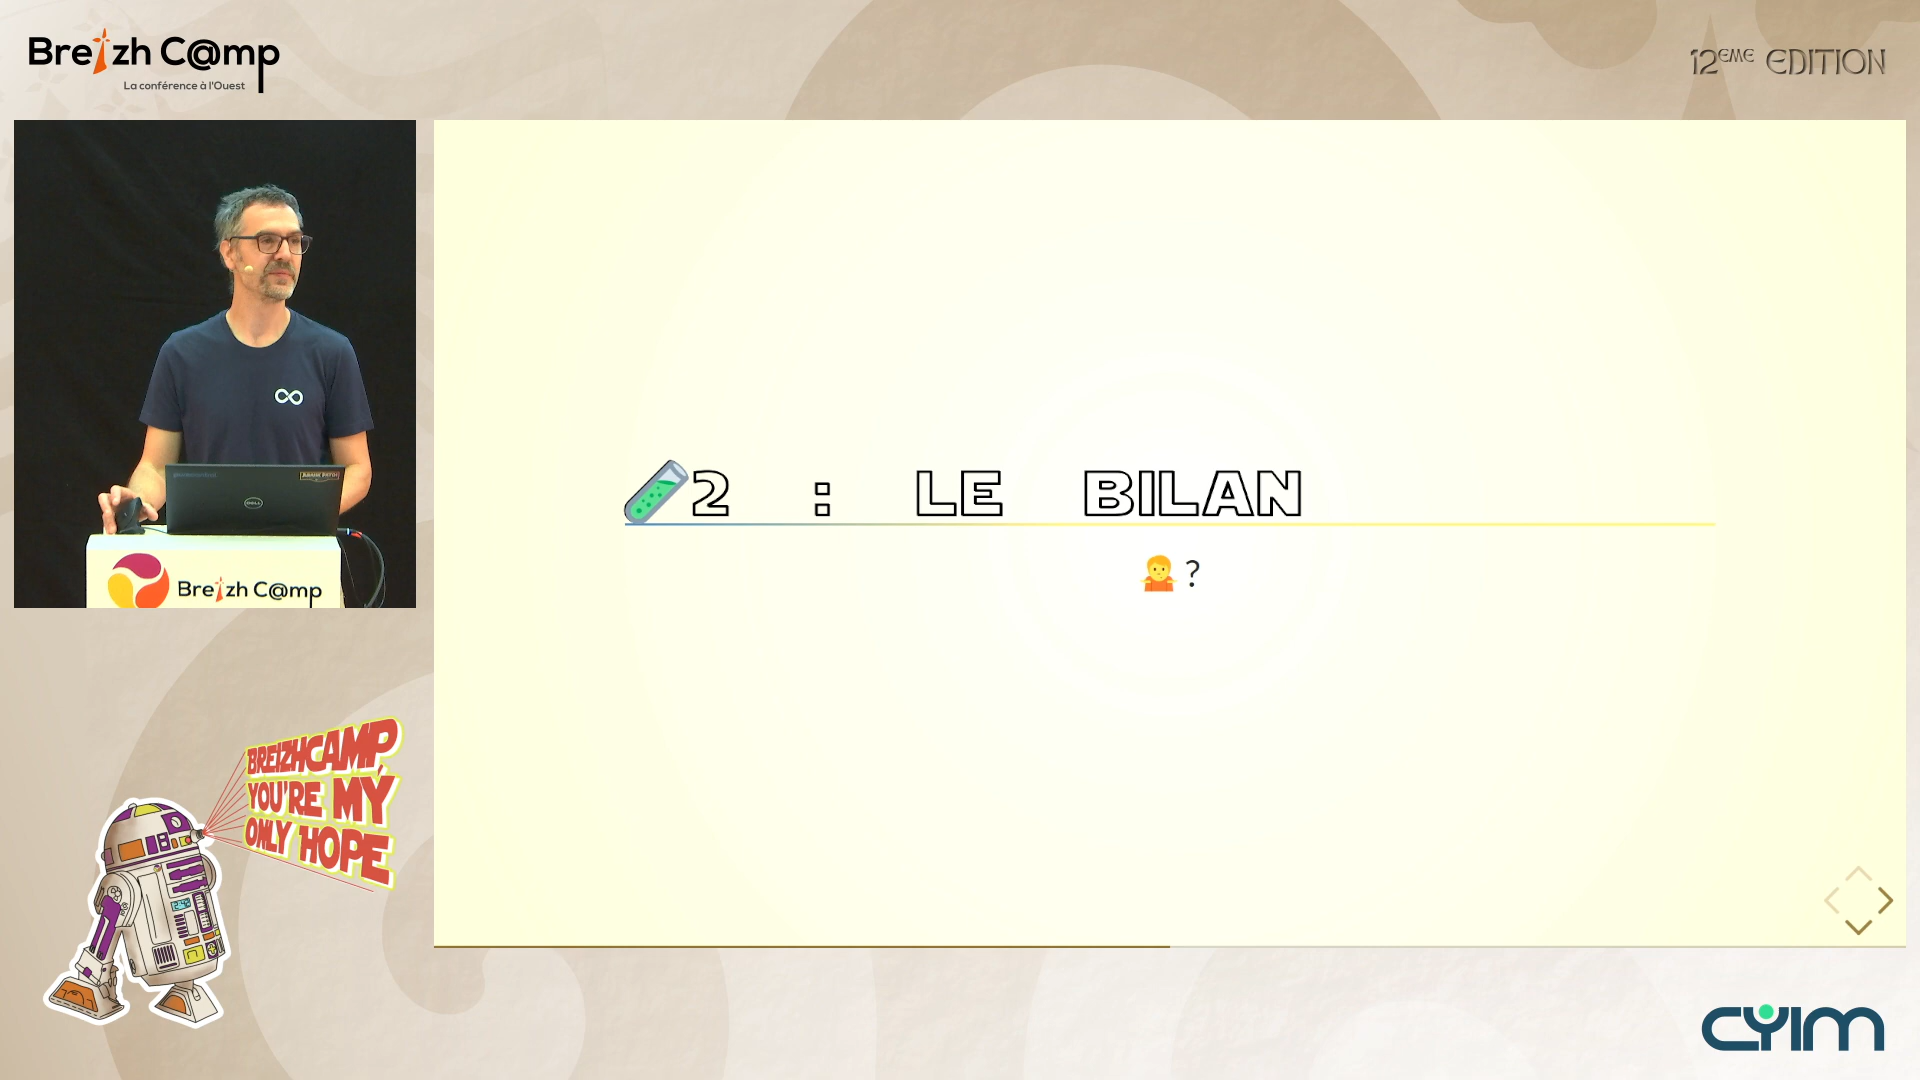 Breizh C@mp
La conférence à l'Ouest
12ÈME EDITION
2 : LE BILAN
?
DELL
Breizh C@mp
BREIZHCAMP,
YOU'RE MY
ONLY HOPE
CYIM